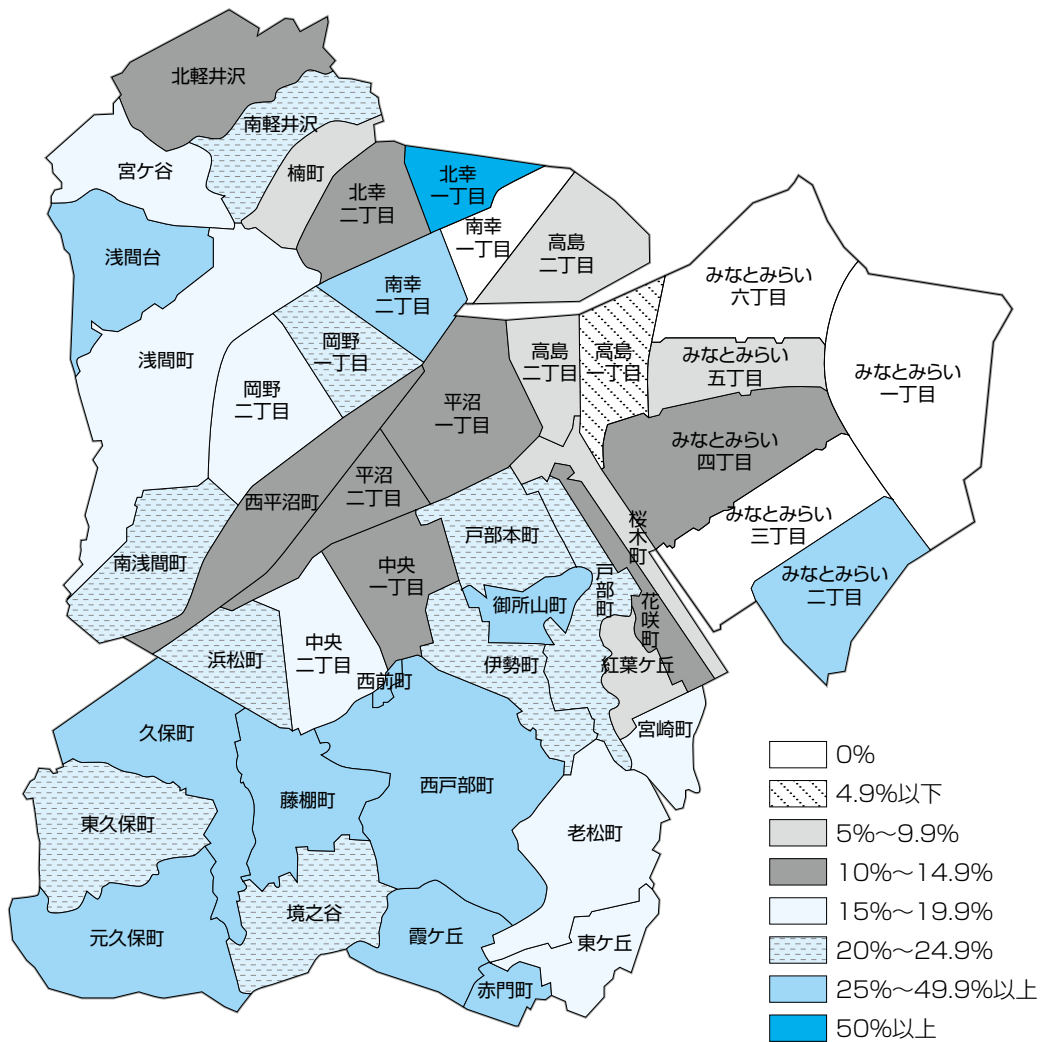 北軽井沢
南軽井沢
宮ケ谷
楠町
北幸
二丁目
北幸
一丁目
南幸
一丁目
高島
二丁目
浅間台
南幸
二丁目
みなとみらい
六丁目
浅間町
岡野
一丁目
岡野
二丁目
高島
二丁目
高島
一丁目
みなとみらい
五丁目
みなとみらい
一丁目
平沼
一丁目
みなとみらい
四丁目
平沼
二丁目
西平沼町
南浅間町
戸部本町
桜木町
みなとみらい
三丁目
中央
一丁目
戸部町
御所山町
花咲町
みなとみらい
二丁目
浜松町
中央
二丁目
西前町
伊勢町
紅葉ケ丘
久保町
宮崎町
東久保町
藤棚町
西戸部町
老松町
元久保町
境之谷
霞ケ丘
東ケ丘
赤門町
0%
4.9%以下
5%〜9.9%
10%〜14.9%
15%〜19.9%
20%〜24.9%
25%〜49.9%以上
50%以上